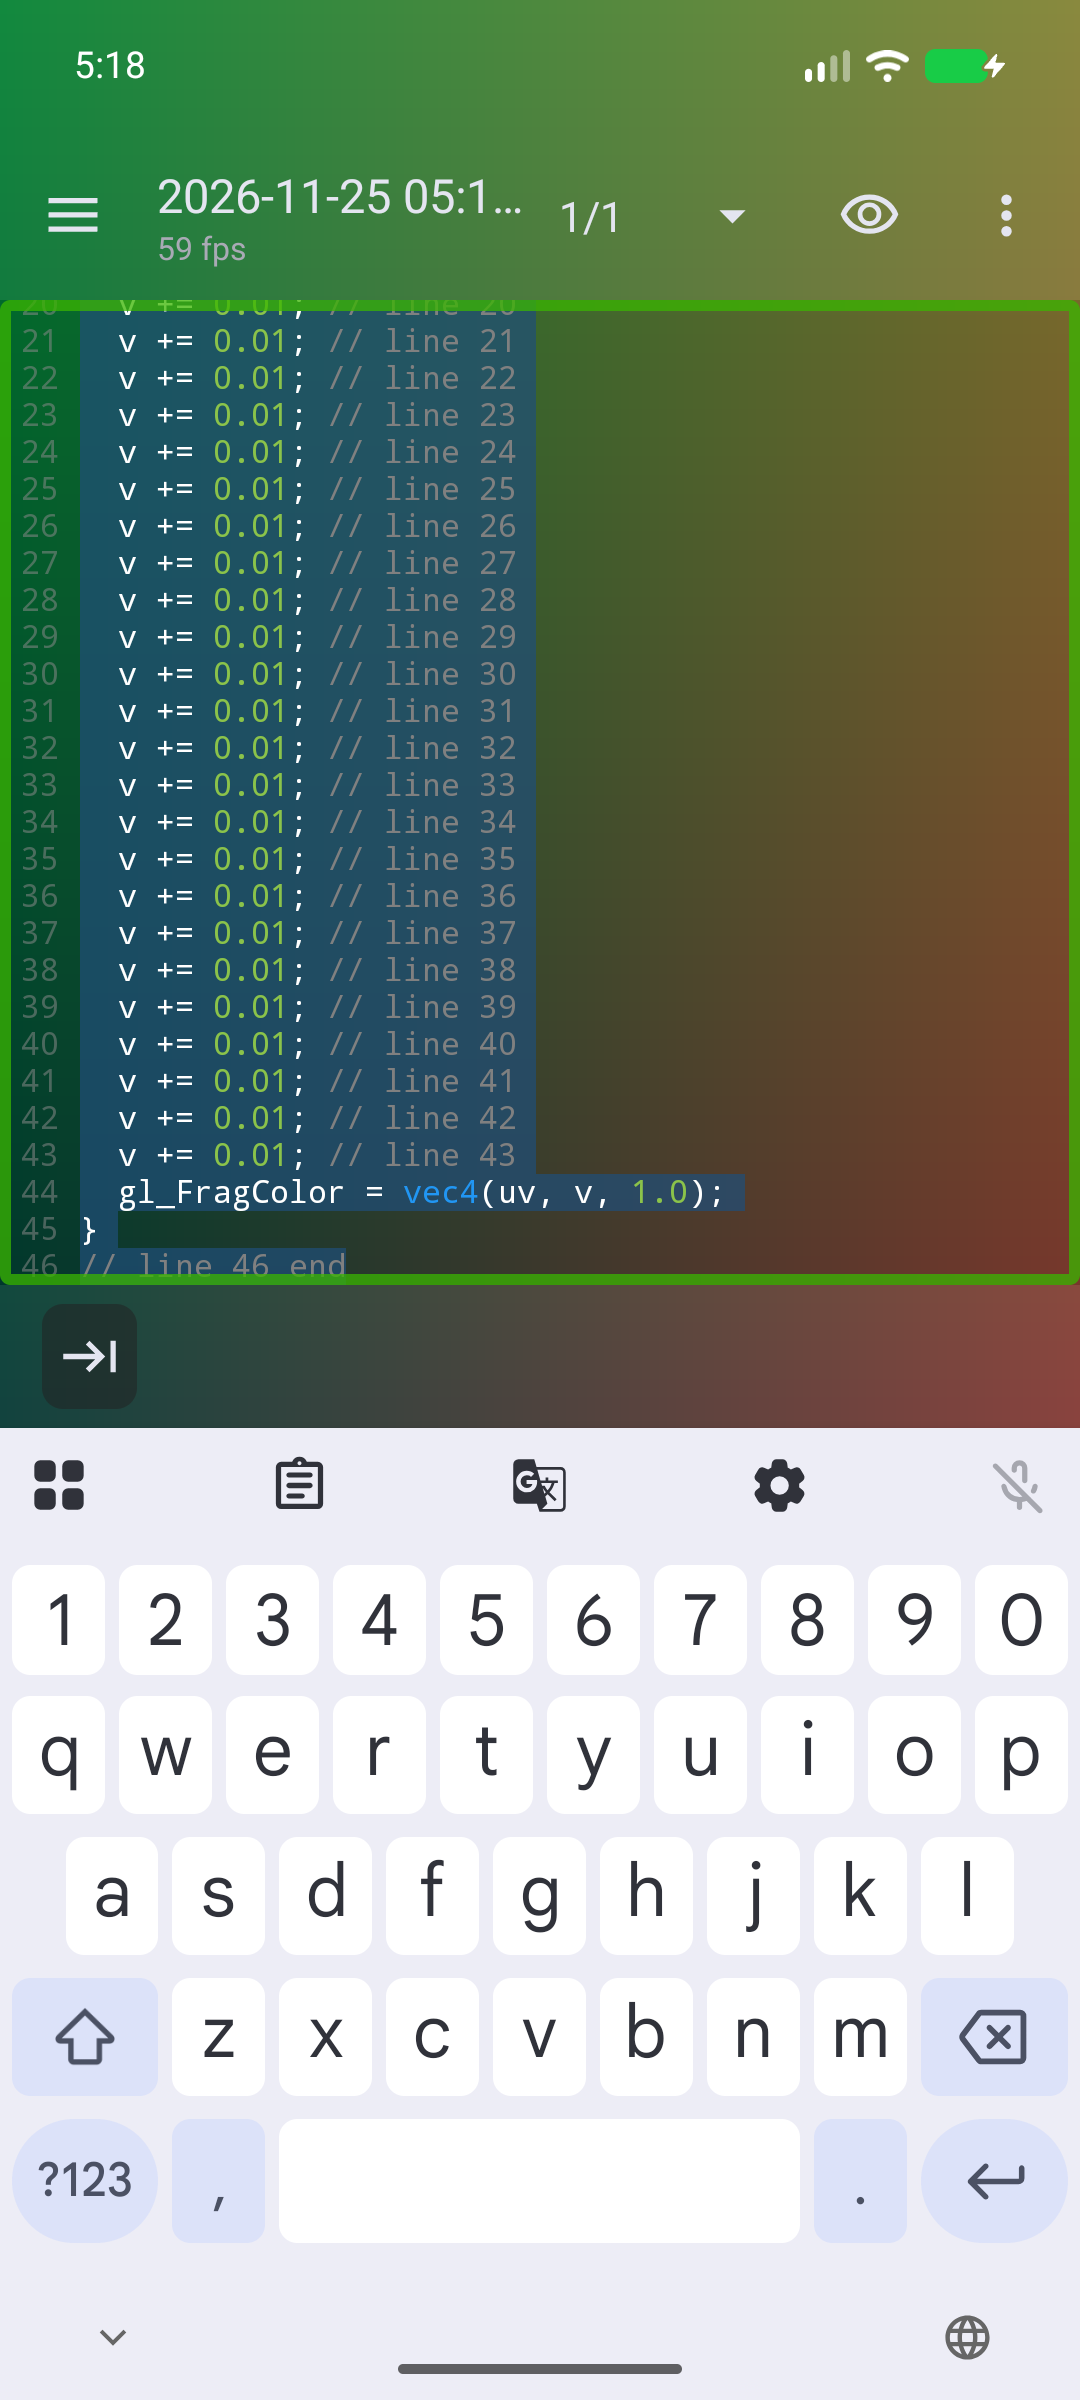 5:18
2026-11-25 05:1...
1/1
59 fps
20 v += 0.01; // line 20
21 v += 0.01; // line 21
22 v += 0.01; // line 22
23 v += 0.01; // line 23
24 v += 0.01; // line 24
25 v += 0.01; // line 25
26 v += 0.01; // line 26
27 v += 0.01; // line 27
28 v += 0.01; // line 28
29 v += 0.01; // line 29
30 v += 0.01; // line 30
31 v += 0.01; // line 31
32 v += 0.01; // line 32
33 v += 0.01; // line 33
34 v += 0.01; // line 34
35 v += 0.01; // line 35
36 v += 0.01; // line 36
37 v += 0.01; // line 37
38 v += 0.01; // line 38
39 v += 0.01; // line 39
40 v += 0.01; // line 40
41 v += 0.01; // line 41
42 v += 0.01; // line 42
43 v += 0.01; // line 43
44 gl_FragColor = vec4(uv, v, 1.0);
45 }
46 // line 46 end
G 文
1 2 3 4 5 6 7 8 9 0
q w e r t y u i o p
a s d f g h j k l
z x c v b n m
?123 , .